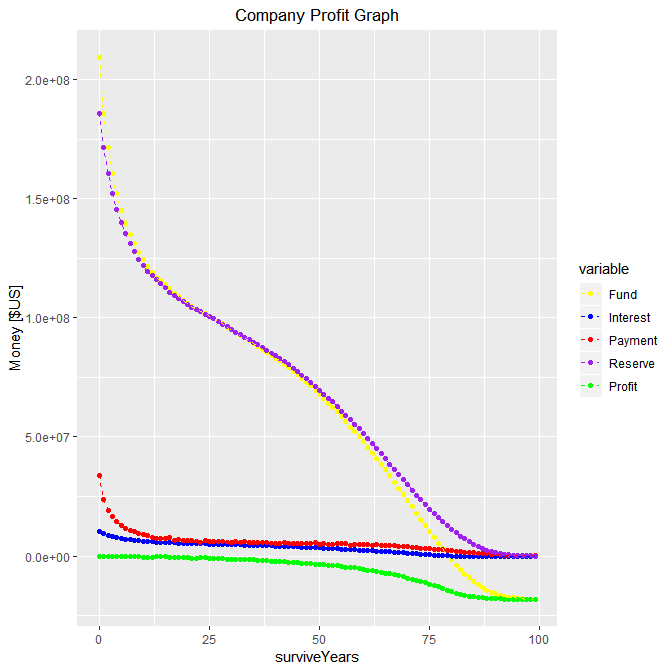 Company Profit Graph
2.0e+08
1.5e+08
1.0e+08
5.0e+07
0.0e+00
Money [$US]
0 25 50 75 100
surviveYears
variable
Fund
Interest
Payment
Reserve
Profit